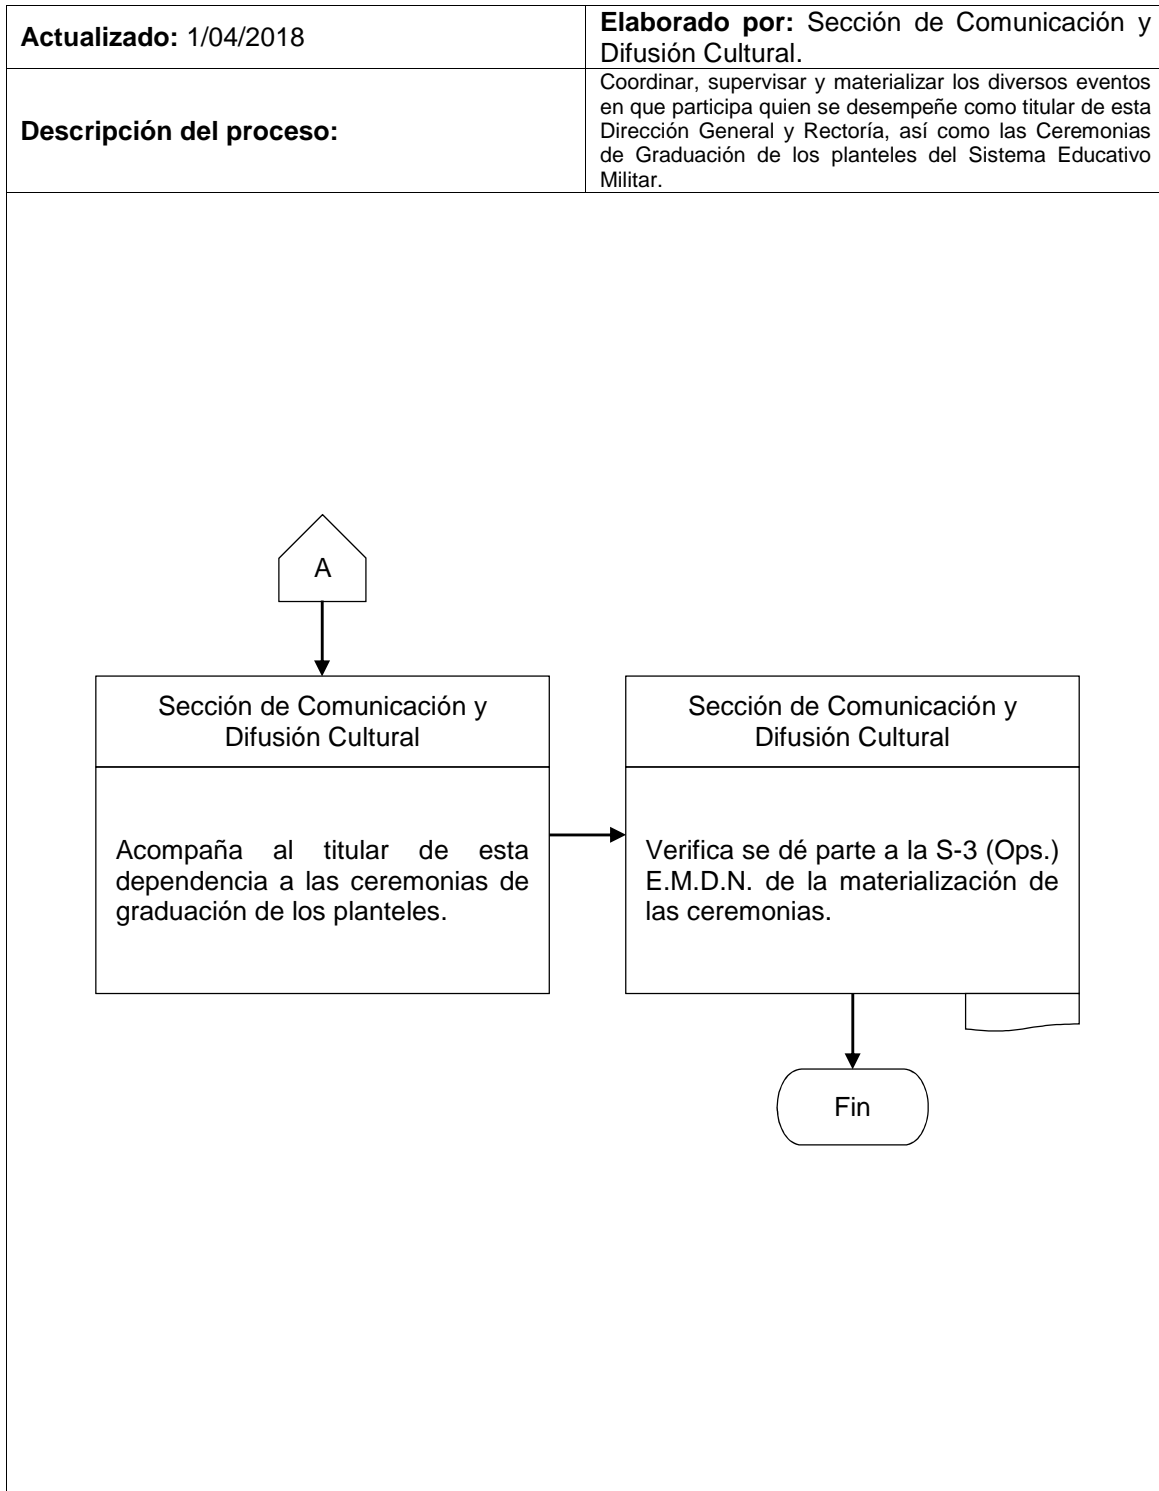 Actualizado: 1/04/2018
Elaborado por: Sección de Comunicación y
Difusión Cultural.
Descripción del proceso:
Coordinar, supervisar y materializar los diversos eventos
en que participa quien se desempeñe como titular de esta
Dirección General y Rectoría, así como las Ceremonias
de Graduación de los planteles del Sistema Educativo
Militar.
A
Sección de Comunicación y
Difusión Cultural
Acompaña al titular de esta
dependencia a las ceremonias de
graduación de los planteles.
Sección de Comunicación y
Difusión Cultural
Verifica se dé parte a la S-3 (Ops.)
E.M.D.N. de la materialización de
las ceremonias.
Fin